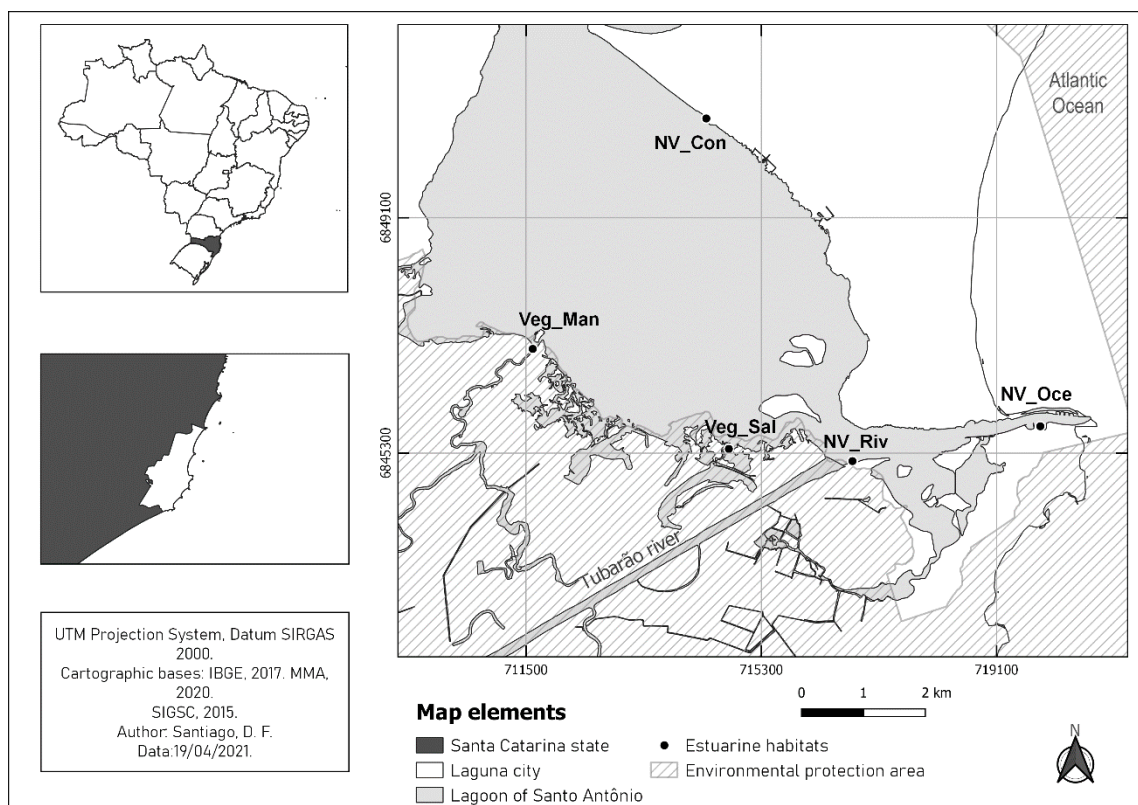 Atlantic
Ocean
NV_Con
6849100
Veg_Man
NV_Oce
Veg_Sal
NV_Riv
6845300
Tubarão river
711500
715300
719100
UTM Projection System, Datum SIRGAS
2000.
Cartographic bases: IBGE, 2017. MMA,
2020.
SIGSC, 2015.
Author: Santiago, D. F.
Data:19/04/2021.
0 1 2 km
Map elements
Santa Catarina state
Laguna city
Lagoon of Santo Antônio
Estuarine habitats
Environmental protection area
N